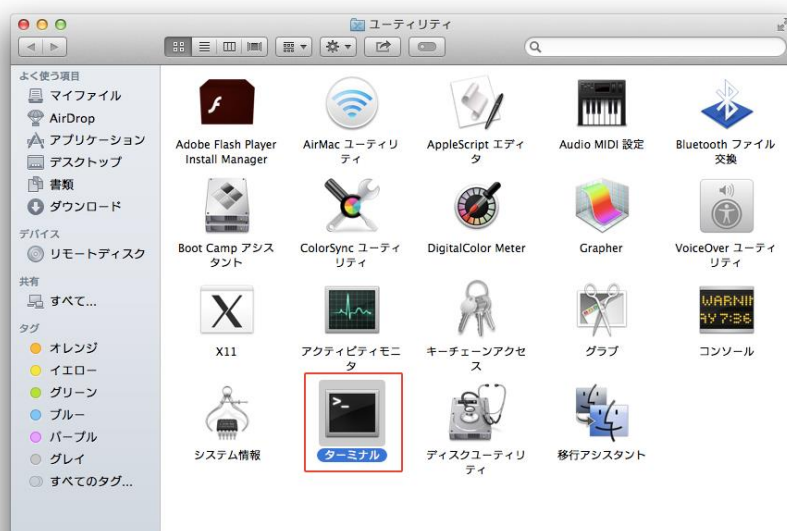 ユーティリティ
よく使う項目
マイファイル
AirDrop
アプリケーション
デスクトップ
書類
ダウンロード
デバイス
リモートディスク
共有
すべて...
タグ
オレンジ
イエロー
グリーン
ブルー
パープル
グレイ
すべてのタグ...
Adobe Flash Player
Install Manager
AirMac ユーティリ
ティ
AppleScript エディ
タ
Audio MIDI 設定
Bluetooth ファイル
交換
Boot Camp アシス
タント
ColorSync ユーティ
リティ
DigitalColor Meter
Grapher
VoiceOver ユーティ
リティ
WARNIN
AY 7:36
X11
アクティビティモニ
タ
キーチェーンアクセ
ス
グラブ
コンソール
>_
システム情報
ターミナル
ディスクユーティリ
ティ
移行アシスタント